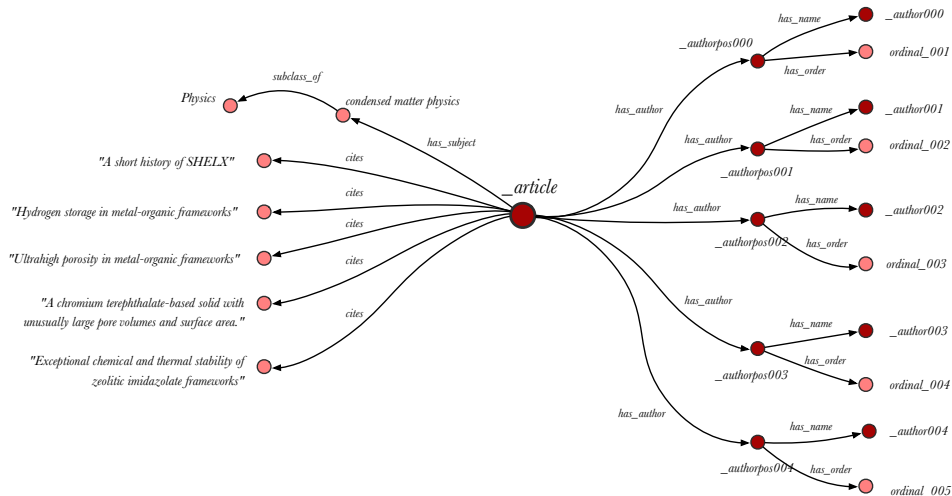 _author000
has_name
_authorpos000
ordinal_001
has_order
subclass_of
Physics
condensed matter physics
has_author
_author001
has_name
has_subject
has_author
has_order
ordinal_002
"A short history of SHELX"
cites
_authorpos001
_article
cites
has_name
"Hydrogen storage in metal-organic frameworks"
has_author
_author002
cites
_authorpos002
has_order
"Ultrahigh porosity in metal-organic frameworks"
cites
ordinal_003
"A chromium terephthalate-based solid with
unusually large pore volumes and surface area."
has_author
cites
has_name
_author003
"Exceptional chemical and thermal stability of
zeolitic imidazolate frameworks"
has_order
_authorpos003
ordinal_004
has_author
has_name
_author004
_authorpos004
has_order
ordinal_005